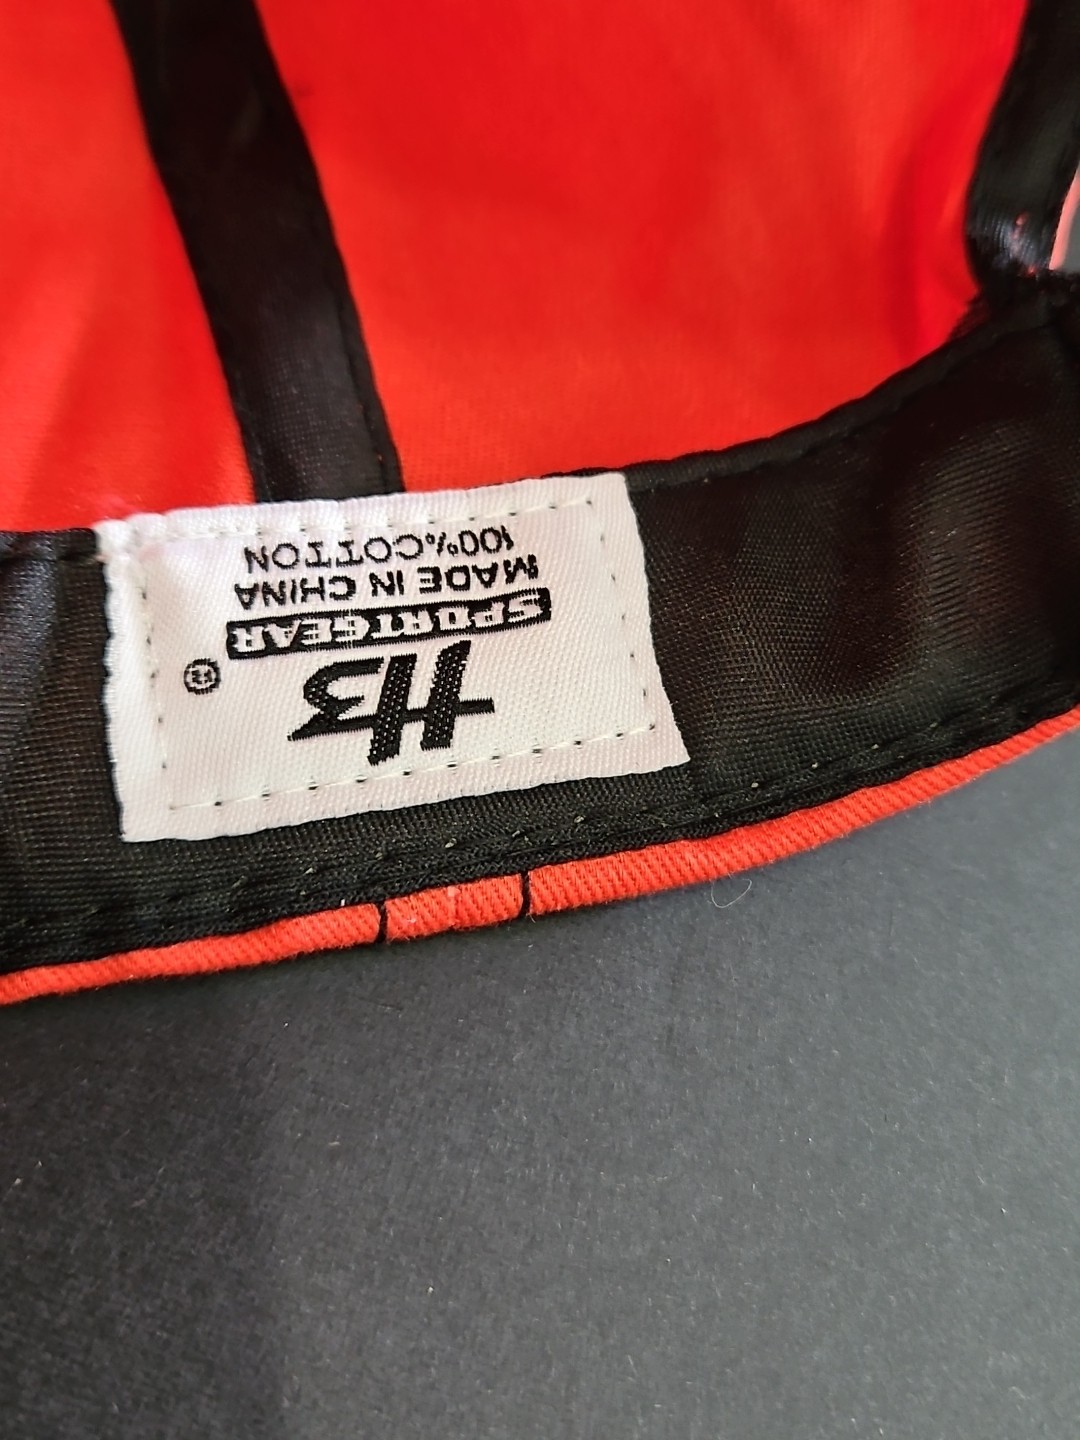 H3 ®
SPORTGEAR
MADE IN CHINA
100%COTTON